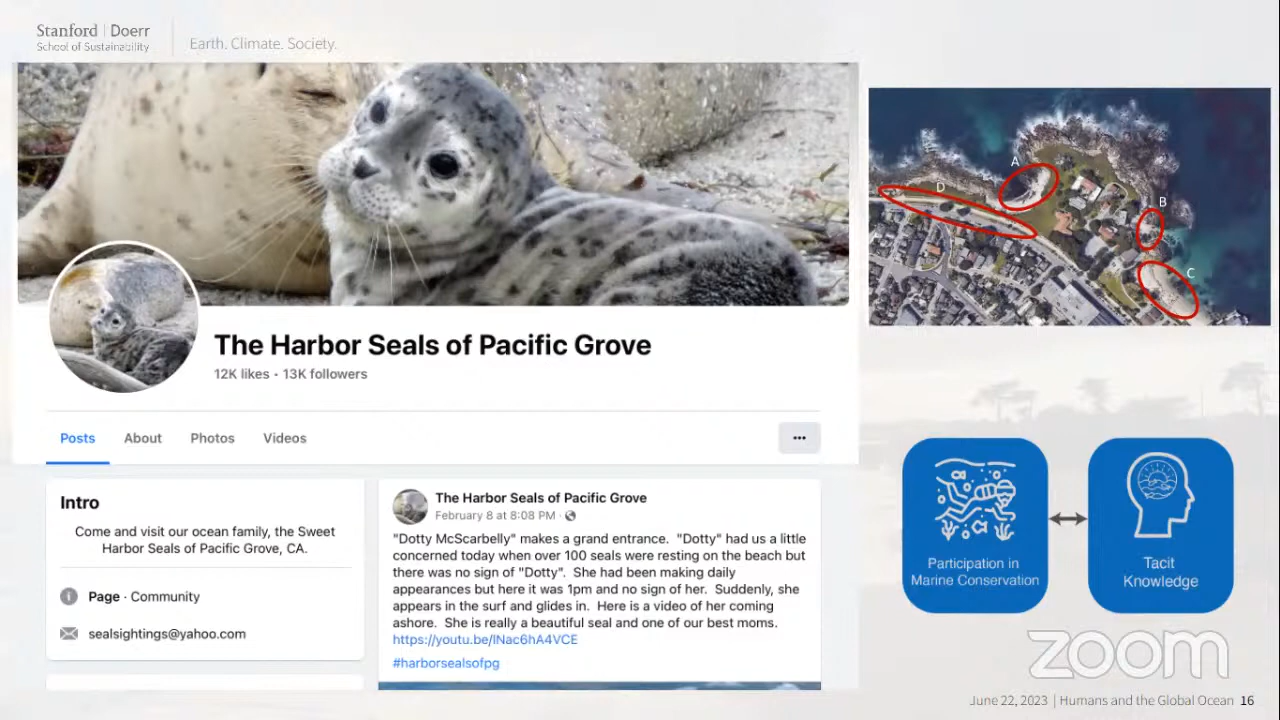 Stanford | Doerr
School of Sustainability
Earth. Climate. Society.
The Harbor Seals of Pacific Grove
12K likes • 13K followers
Posts
About
Photos
Videos
Intro
Come and visit our ocean family, the Sweet
Harbor Seals of Pacific Grove, CA.
Page · Community
sealsightings@yahoo.com
The Harbor Seals of Pacific Grove
February 8 at 8:08 PM ·
"Dotty McScarbelly" makes a grand entrance. "Dotty" had us a little
concerned today when over 100 seals were resting on the beach but
there was no sign of "Dotty". She had been making daily
appearances but here it was 1pm and no sign of her. Suddenly, she
appears in the surf and glides in. Here is a video of her coming
ashore. She is really a beautiful seal and one of our best moms.
https://youtu.be/lNac6hA4VCE
#harborsealsofpg
A
D
B
C
Participation in
Marine Conservation
Tacit
Knowledge
zoom
June 22, 2023 | Humans and the Global Ocean 16